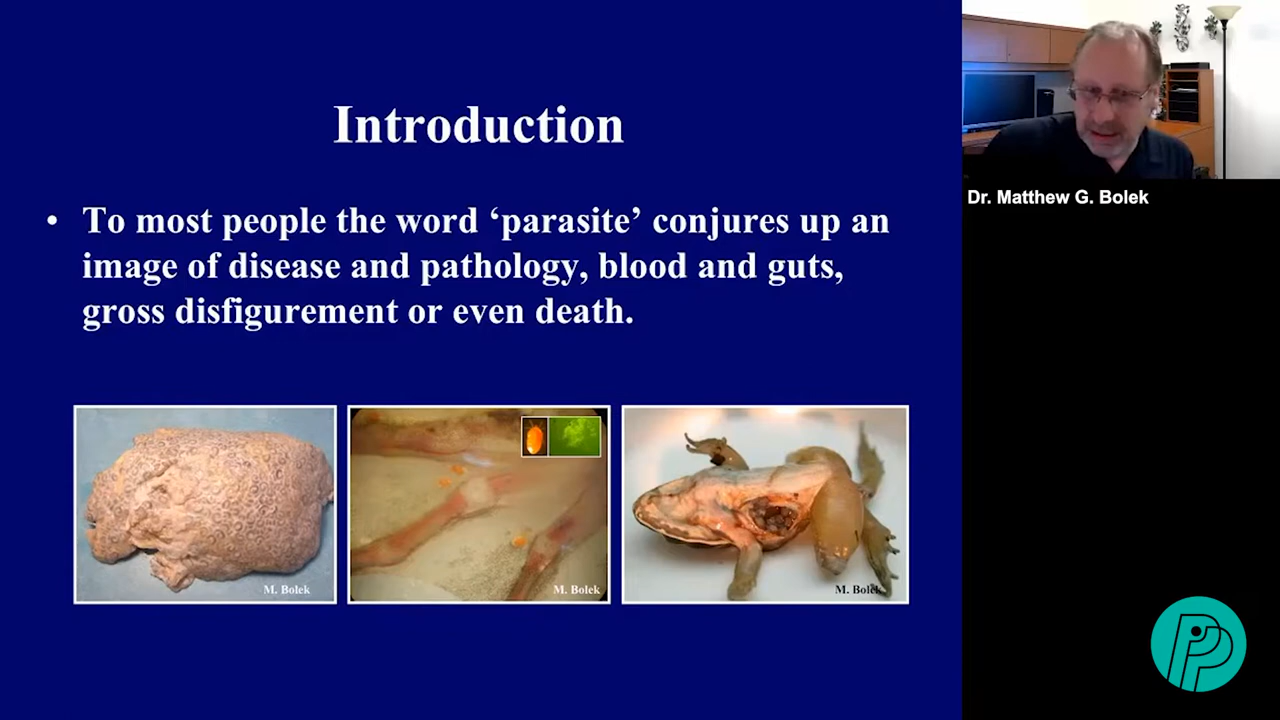 Introduction
• To most people the word ‘parasite’ conjures up an
image of disease and pathology, blood and guts,
gross disfigurement or even death.
M. Bolek
M. Bolek
M. Bolek
Dr. Matthew G. Bolek